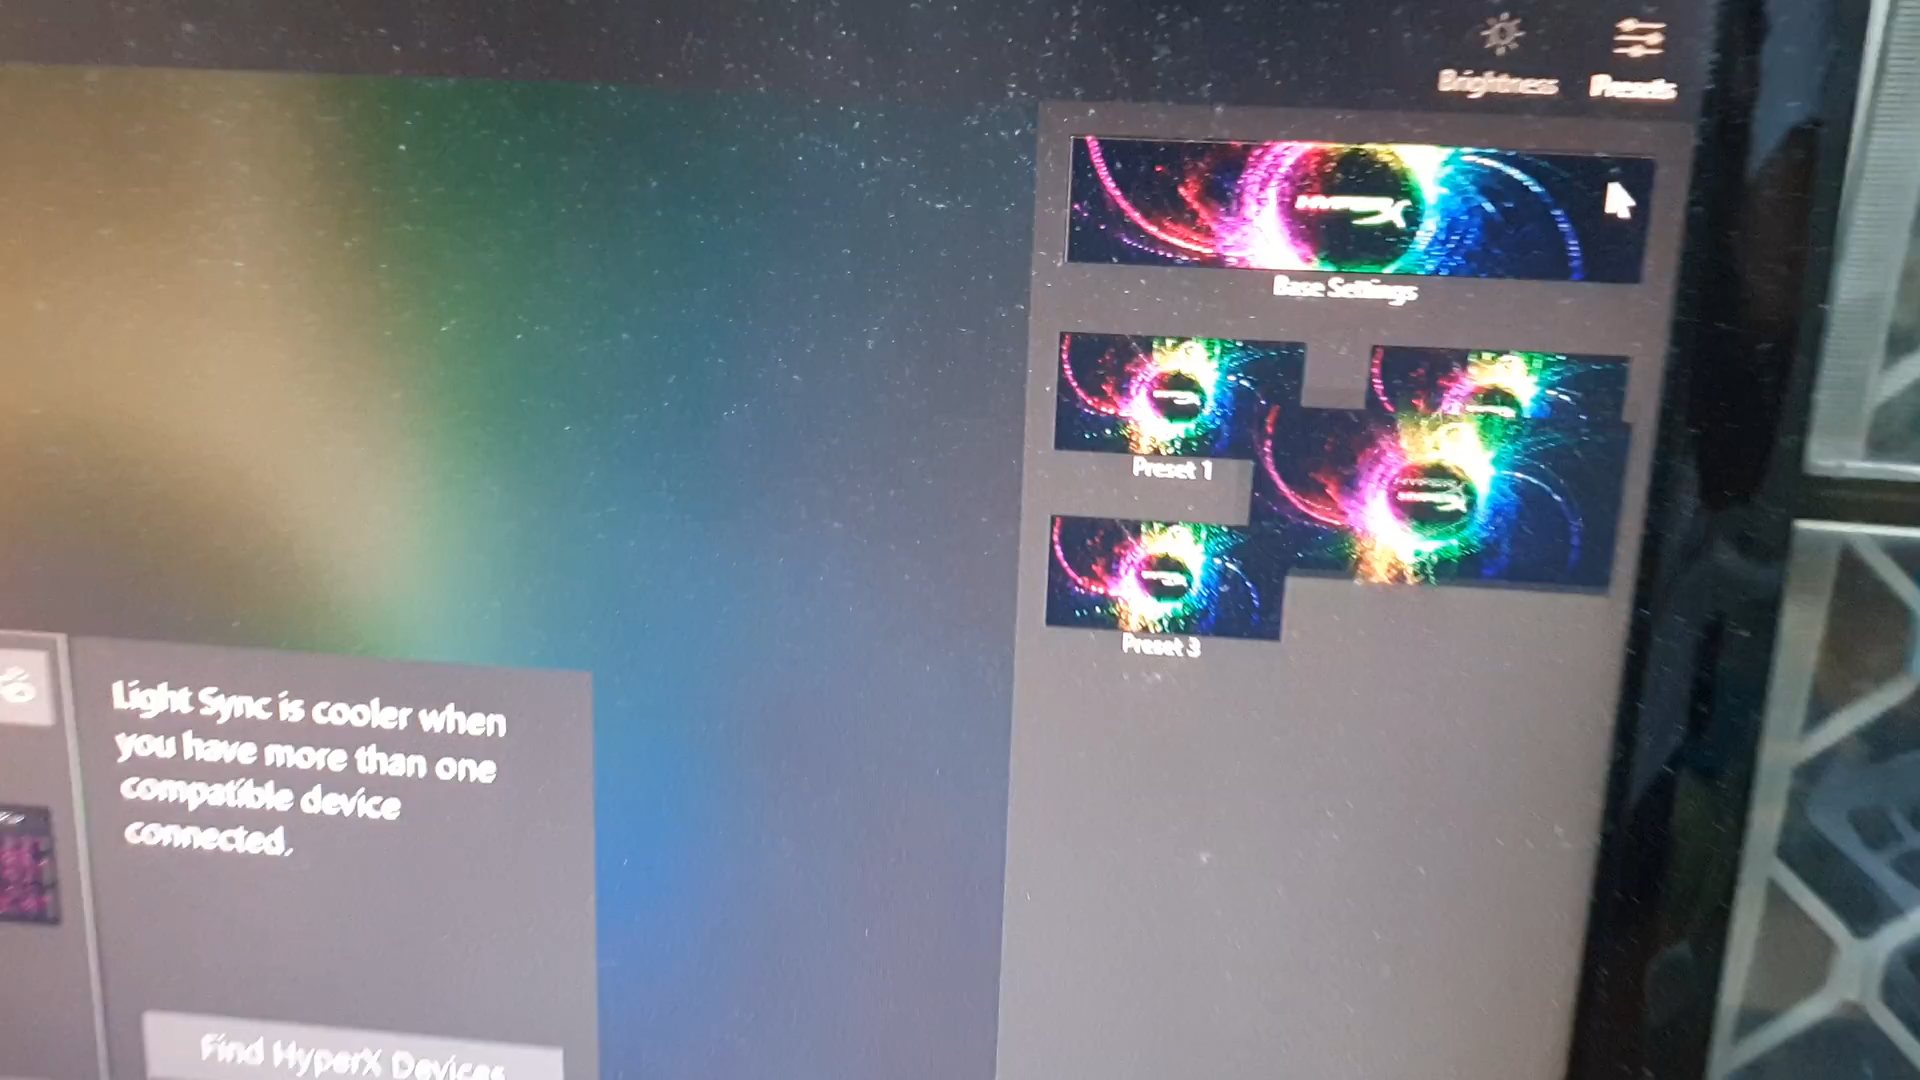 Brightness
Presets
HYPERX
Base Settings
Preset 1
Preset 3
Light Sync is cooler when
you have more than one
compatible device
connected.
Find HyperX Devices